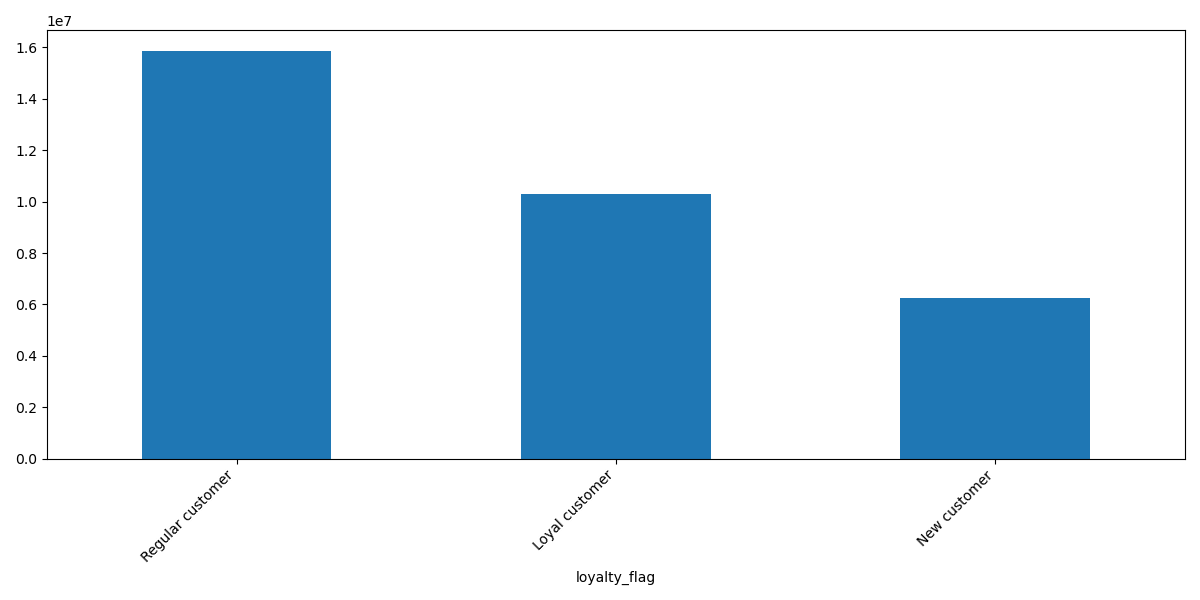 1e7
1.6
1.4
1.2
1.0
0.8
0.6
0.4
0.2
0.0
Regular customer
Loyal customer
New customer
loyalty_flag